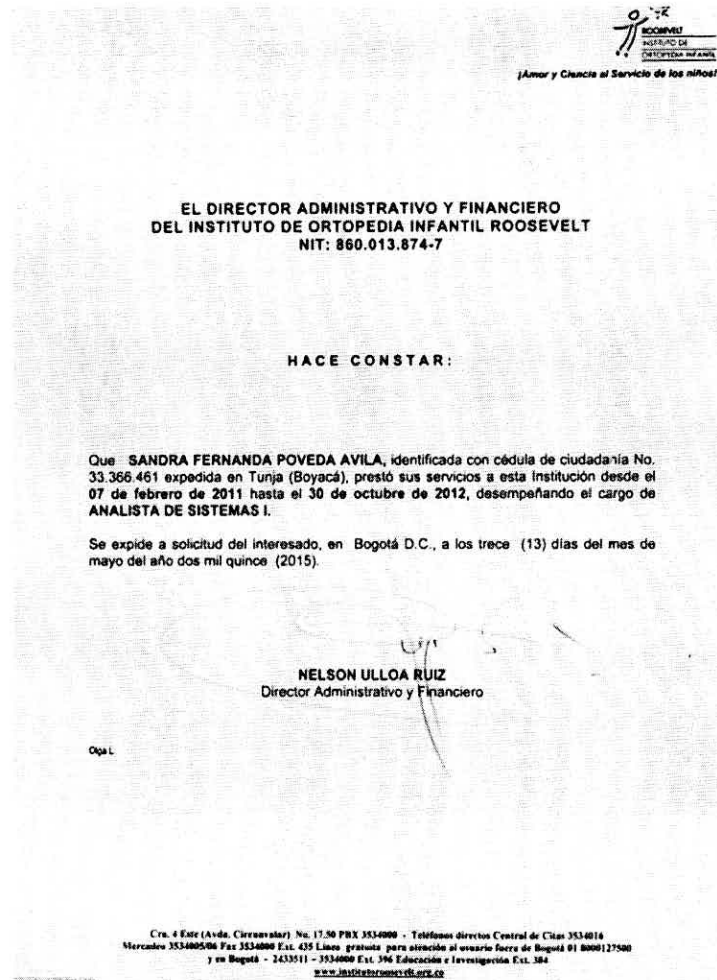 ROOSEVELT
INSTITUTO DE
ORTOPEDIA INFANTIL
¡Amor y Ciencia al Servicio de los niños!
EL DIRECTOR ADMINISTRATIVO Y FINANCIERO
DEL INSTITUTO DE ORTOPEDIA INFANTIL ROOSEVELT
NIT: 860.013.874-7
HACE CONSTAR:
Que SANDRA FERNANDA POVEDA AVILA, identificada con cédula de ciudadanía No.
33.366.461 expedida en Tunja (Boyacá), prestó sus servicios a esta Institución desde el
07 de febrero de 2011 hasta el 30 de octubre de 2012, desempeñando el cargo de
ANALISTA DE SISTEMAS I.
Se expide a solicitud del interesado, en Bogotá D.C., a los trece (13) días del mes de
mayo del año dos mil quince (2015).
NELSON ULLOA RUIZ
Director Administrativo y Financiero
Olga L
Cra. 4 Este (Avda. Circunvalar) No. 17.50 PBX 3534000 - Teléfonos directos Central de Citas 3534016
Mercadeo 3534005/06 Fax 3534000 Ext. 435 Línea gratuita para atención al usuario fuera de Bogotá 01 8000127500
y en Bogotá - 2433511 - 3534000 Ext. 396 Educación e Investigación Ext. 384
www.institutoroosevelt.org.co